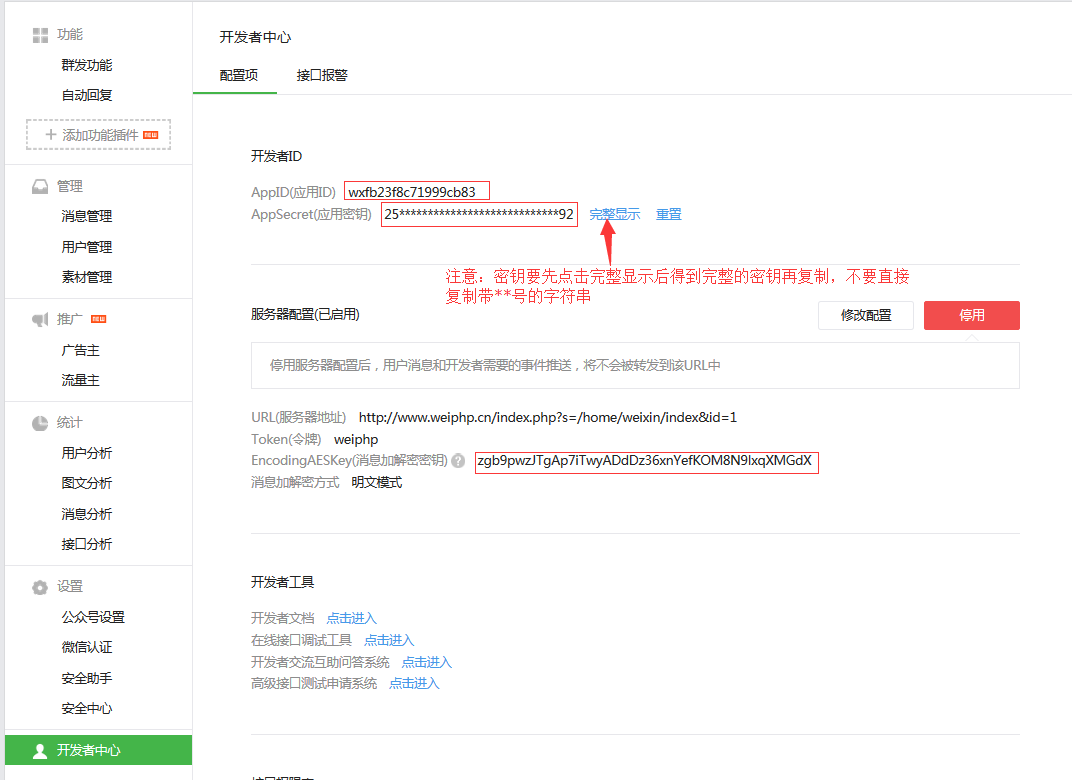 功能
群发功能
自动回复
添加功能插件
管理
消息管理
用户管理
素材管理
推广
广告主
流量主
统计
用户分析
图文分析
消息分析
接口分析
设置
公众号设置
微信认证
安全助手
安全中心
开发者中心
开发者中心
配置项 接口报警
开发者ID
AppID(应用ID) wxfb23f8c71999cb83
AppSecret(应用密钥) 25****************************92 完整显示 重置
注意：密钥要先点击完整显示后得到完整的密钥再复制，不要直接
复制带**号的字符串
服务器配置(已启用) 修改配置 停用
停用服务器配置后，用户消息和开发者需要的事件推送，将不会被转发到该URL中
URL(服务器地址) http://www.weiphp.cn/index.php?s=/home/weixin/index&id=1
Token(令牌) weiphp
EncodingAESKey(消息加解密密钥) ? zgb9pwzJTgAp7iTwyADdDz36xnYefKOM8N9lxqXMGdX
消息加解密方式 明文模式
开发者工具
开发者文档 点击进入
在线接口调试工具 点击进入
开发者交流互助问答系统 点击进入
高级接口测试申请系统 点击进入